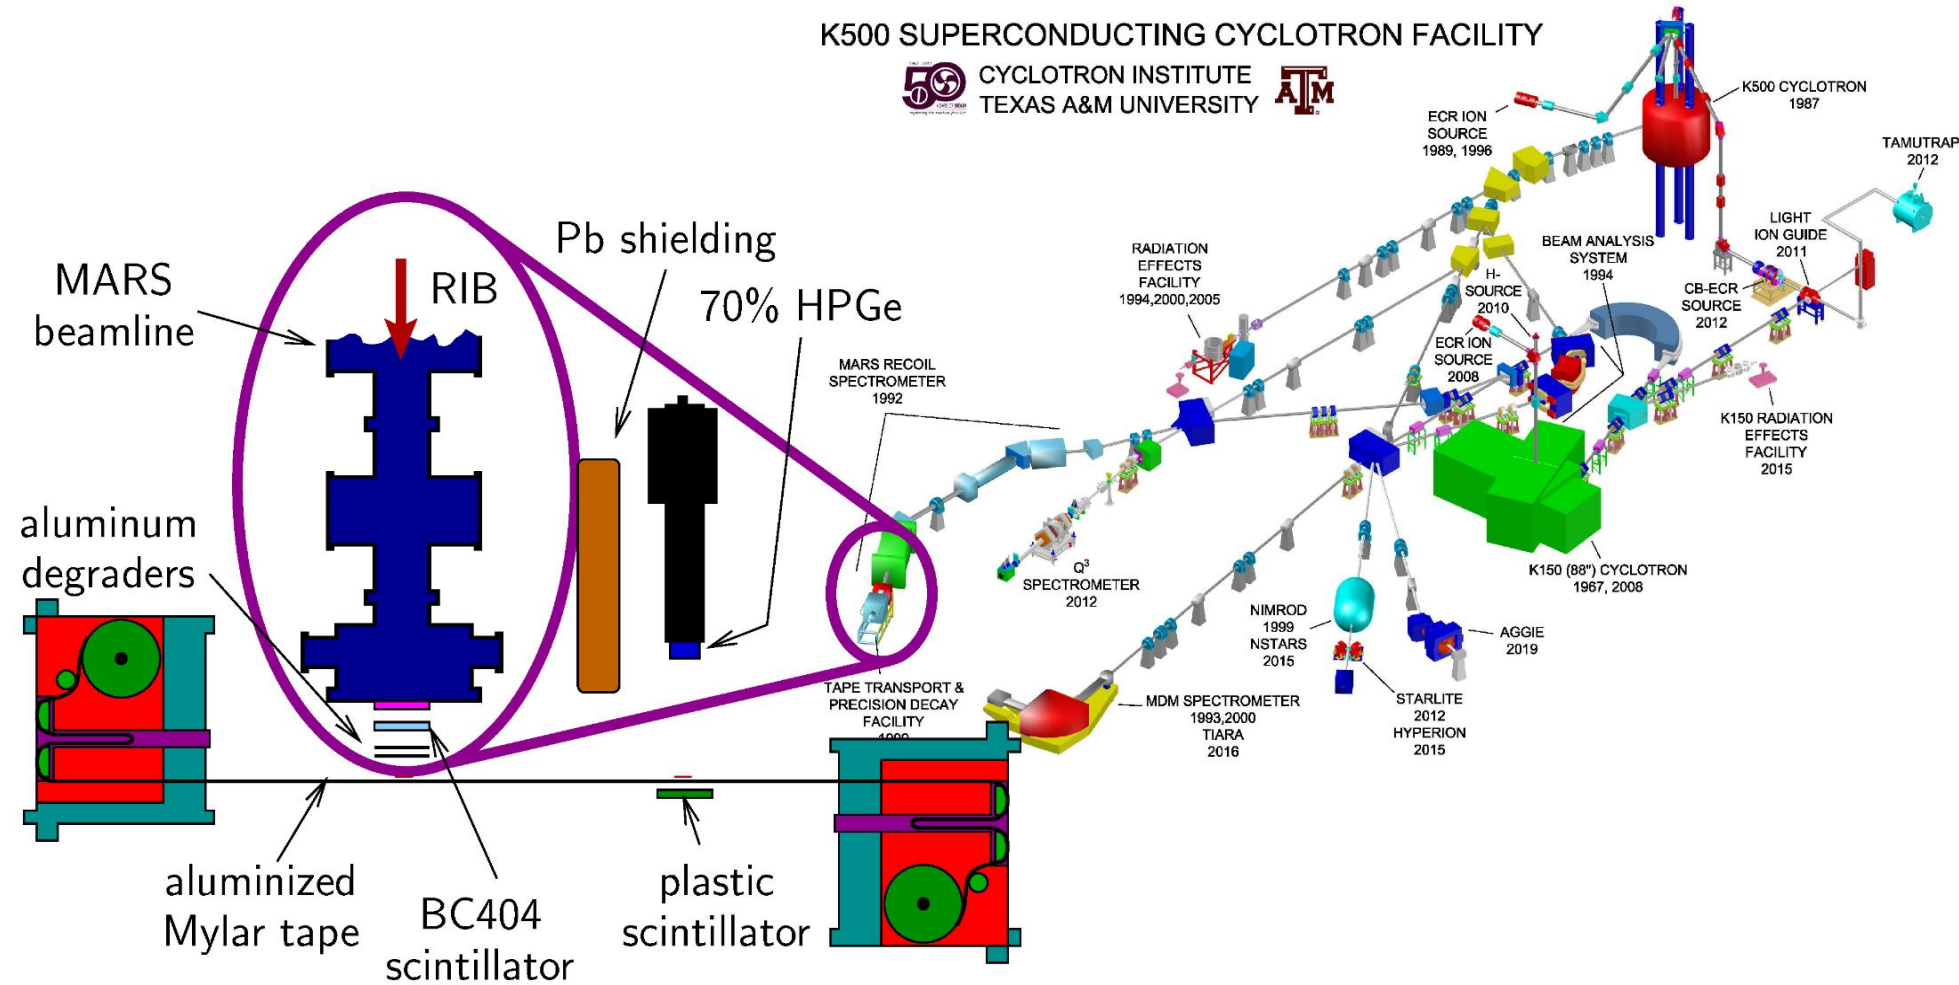 K500 SUPERCONDUCTING CYCLOTRON FACILITY
50
CYCLOTRON INSTITUTE
TEXAS A&M UNIVERSITY
ATM
K500 CYCLOTRON
1987
ECR ION
SOURCE
1989, 1996
TAMUTRAP
2012
LIGHT
ION GUIDE
2011
BEAM ANALYSIS
SYSTEM
1994
RADIATION
EFFECTS
FACILITY
1994,2000,2005
H-
SOURCE
2010
CB-ECR
SOURCE
2012
ECR ION
SOURCE
2008
MARS RECOIL
SPECTROMETER
1992
K150 RADIATION
EFFECTS
FACILITY
2015
Q³
SPECTROMETER
2012
K150 (88") CYCLOTRON
1967, 2008
NIMROD
1999
NSTARS
2015
AGGIE
2019
STARLITE
2012
HYPERION
2015
MDM SPECTROMETER
1993,2000
TIARA
2016
TAPE TRANSPORT &
PRECISION DECAY
FACILITY
MARS
beamline
RIB
Pb shielding
70% HPGe
aluminum
degraders
aluminized
Mylar tape
BC404
scintillator
plastic
scintillator